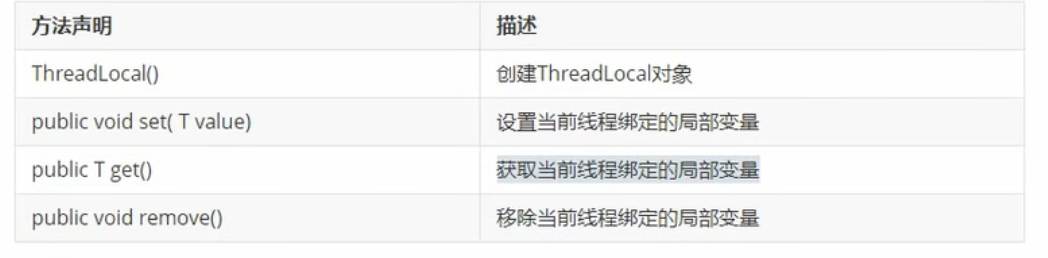 方法声明 描述
ThreadLocal() 创建ThreadLocal对象
public void set( T value) 设置当前线程绑定的局部变量
public T get() 获取当前线程绑定的局部变量
public void remove() 移除当前线程绑定的局部变量